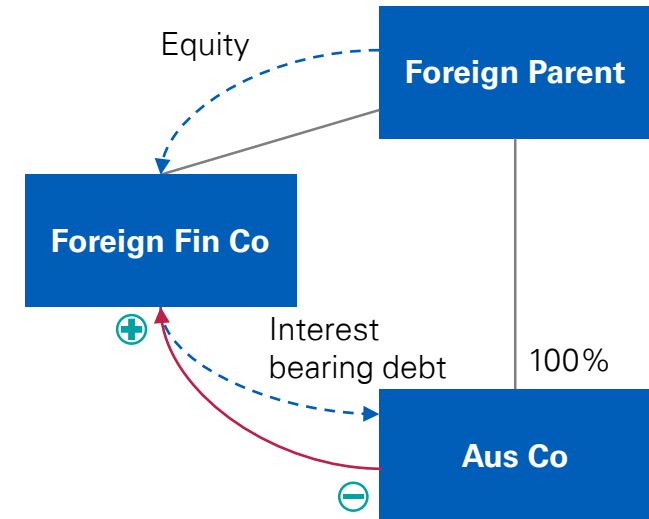 Equity
Foreign Parent
Foreign Fin Co
Interest
bearing debt
100%
Aus Co